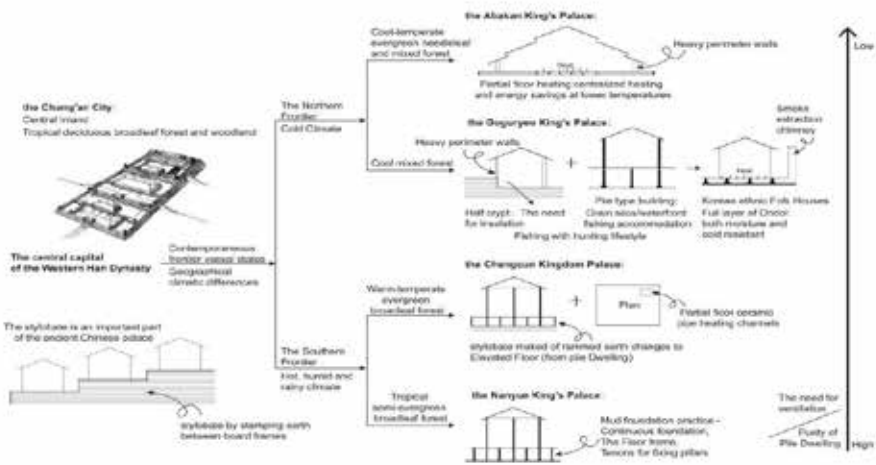 the Chang'an City:
Central Inland
Tropical deciduous broadleaf forest and woodland
The central capital
of the Western Han Dynasty
Contemporaneous
frontier vassal states
Geographical
climatic differences
The stylobate is an important part
of the ancient Chinese palace
stylobate by stamping earth
between board frames
The Northern
Frontier
Cold Climate
The Southern
Frontier
Hot, humid and
rainy climate
Cool-temperate
evergreen needleleaf
and mixed forest
Cool mixed forest
Warm-temperate
evergreen
broadleaf forest
Tropical
semi-evergreen
broadleaf forest
the Abakan King's Palace:
Heat
Heavy perimeter walls
Partial floor heating centralized heating
and energy savings at lower temperatures
the Goguryeo King's Palace:
Heavy perimeter walls
Half crypt: The need
for insulation
+
Pile type building:
Grain silos/waterfront
fishing accommodation
Fishing with hunting lifestyle
Smoke
extraction
chimney
Heat
Korean ethnic Folk Houses
Full layer of Ondol:
both moisture and
cold resistant
the Changsha Kingdom Palace:
+
Plan
Partial floor ceramic
pipe heating channels
stylobate maked of rammed earth changes to
Elevated Floor (from pile Dwelling)
the Nanyue King's Palace:
Mud foundation practice -
Continuous foundation,
The Floor frame,
Tenons for fixing pillars
Low
The need for
ventilation
Purity of
Pile Dwelling
High